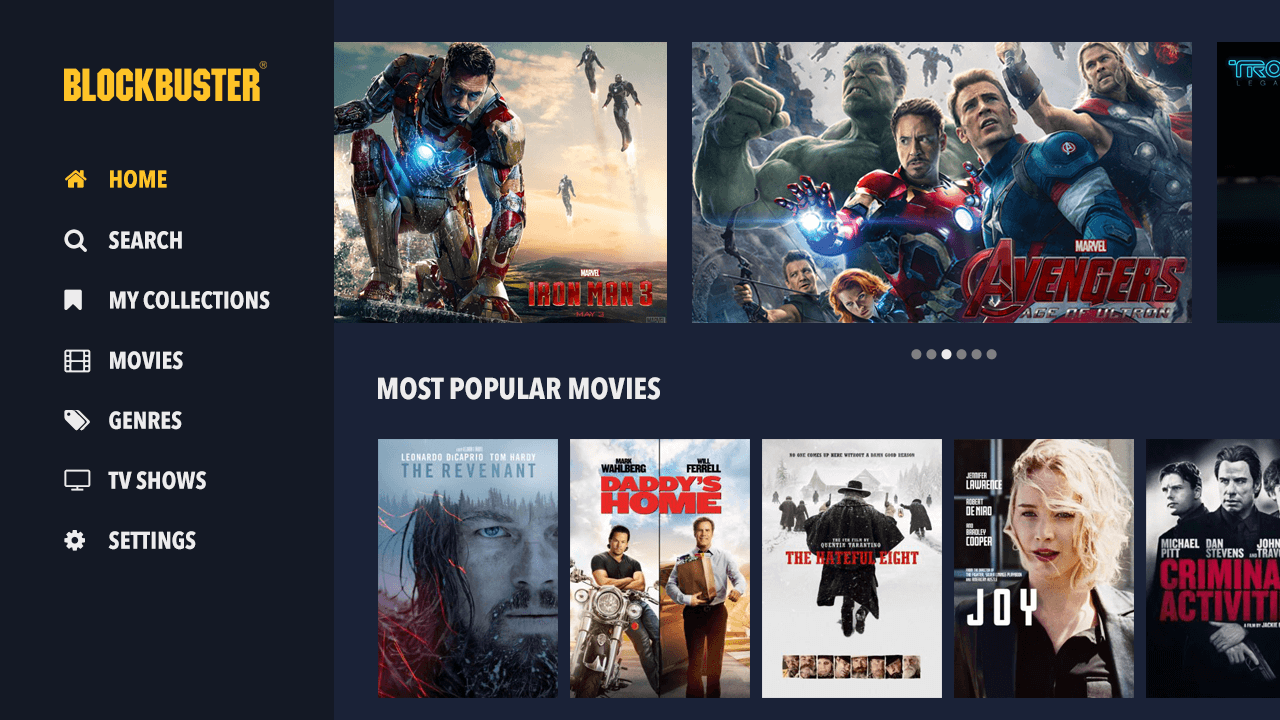 BLOCKBUSTER®
HOME
SEARCH
MY COLLECTIONS
MOVIES
GENRES
TV SHOWS
SETTINGS
MARVEL
IRON MAN 3
MAY 3
MARVEL
AVENGERS
AGE OF ULTRON
TRO
LEGA
MOST POPULAR MOVIES
LEONARDO DiCAPRIO TOM HARDY
THE REVENANT
MARK WILL
WAHLBERG FERRELL
DADDY'S
HOME
NO ONE COMES UP HERE WITHOUT A DAMN GOOD REASON
THE 8TH FILM BY
QUENTIN TARANTINO
THE HATEFUL EIGHT
JENNIFER
LAWRENCE
ROBERT
DE NIRO
AND
BRADLEY
COOPER
JOY
MICHAEL DAN JOHN
PITT STEVENS AND TRAV
CRIMINA
ACTIVITI
A FILM BY JACKIE